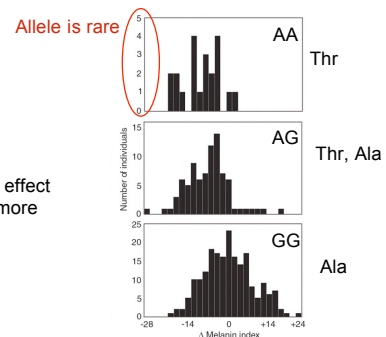 Allele is rare
5
4
3
2
1
0
AA
Thr
Number of individuals
15
10
5
0
AG
Thr, Ala
effect
more
25
20
15
10
5
0
GG
Ala
-28 -14 0 +14 +24
Δ Melanin index